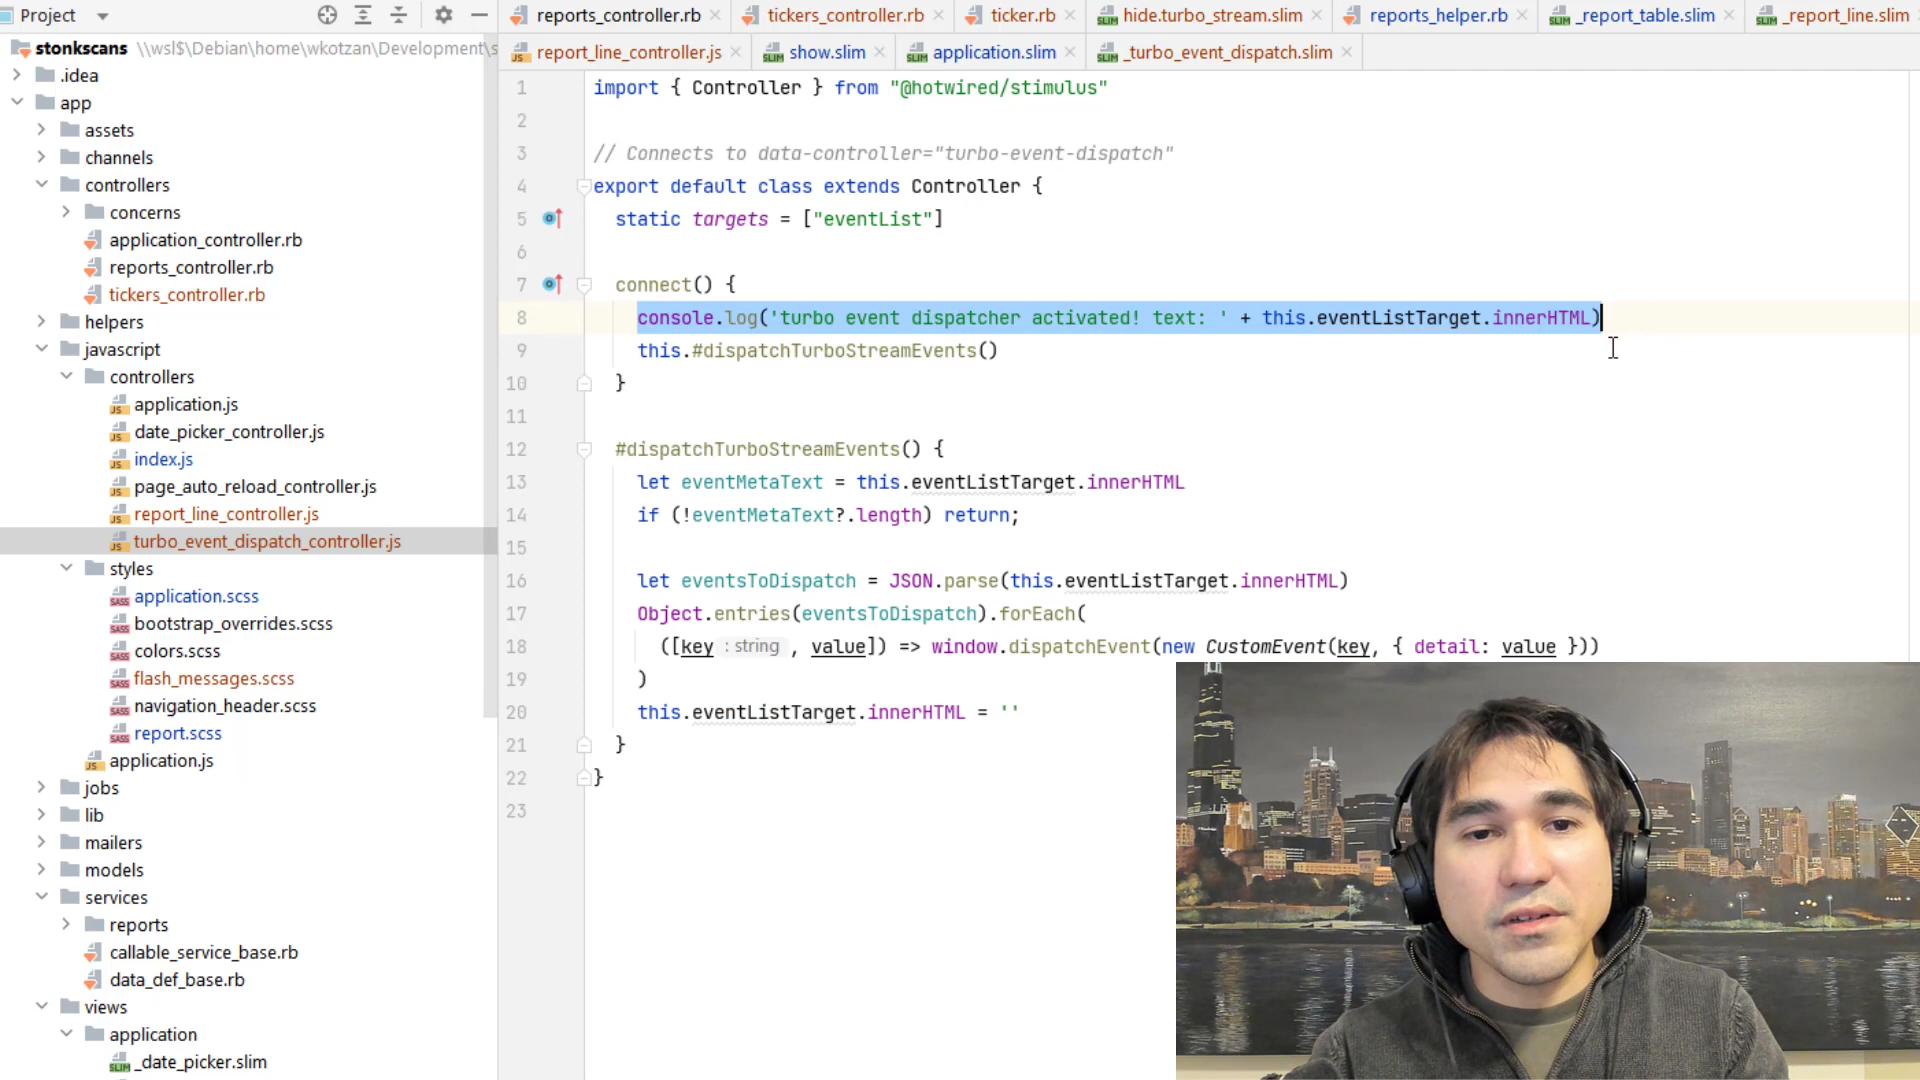 Project
reports_controller.rb
tickers_controller.rb
ticker.rb
hide.turbo_stream.slim
reports_helper.rb
_report_table.slim
_report_line.slim
report_line_controller.js
show.slim
application.slim
_turbo_event_dispatch.slim
stonkscans \\wsl$\Debian\home\wkotzan\Development\s
.idea
app
assets
channels
controllers
concerns
application_controller.rb
reports_controller.rb
tickers_controller.rb
helpers
javascript
controllers
application.js
date_picker_controller.js
index.js
page_auto_reload_controller.js
report_line_controller.js
turbo_event_dispatch_controller.js
styles
application.scss
bootstrap_overrides.scss
colors.scss
flash_messages.scss
navigation_header.scss
report.scss
application.js
jobs
lib
mailers
models
services
reports
callable_service_base.rb
data_def_base.rb
views
application
_date_picker.slim
1 import { Controller } from "@hotwired/stimulus"
2
3 // Connects to data-controller="turbo-event-dispatch"
4 export default class extends Controller {
5 static targets = ["eventList"]
6
7 connect() {
8 console.log('turbo event dispatcher activated! text: ' + this.eventListTarget.innerHTML)
9 this.#dispatchTurboStreamEvents()
10 }
11
12 #dispatchTurboStreamEvents() {
13 let eventMetaText = this.eventListTarget.innerHTML
14 if (!eventMetaText?.length) return;
15
16 let eventsToDispatch = JSON.parse(this.eventListTarget.innerHTML)
17 Object.entries(eventsToDispatch).forEach(
18 ([key : string , value]) => window.dispatchEvent(new CustomEvent(key, { detail: value }))
19 )
20 this.eventListTarget.innerHTML = ''
21 }
22 }
23